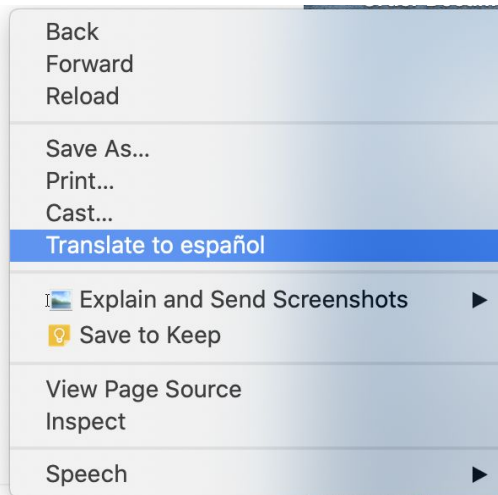 Back
Forward
Reload
Save As...
Print...
Cast...
Translate to español
Explain and Send Screenshots
Save to Keep
View Page Source
Inspect
Speech